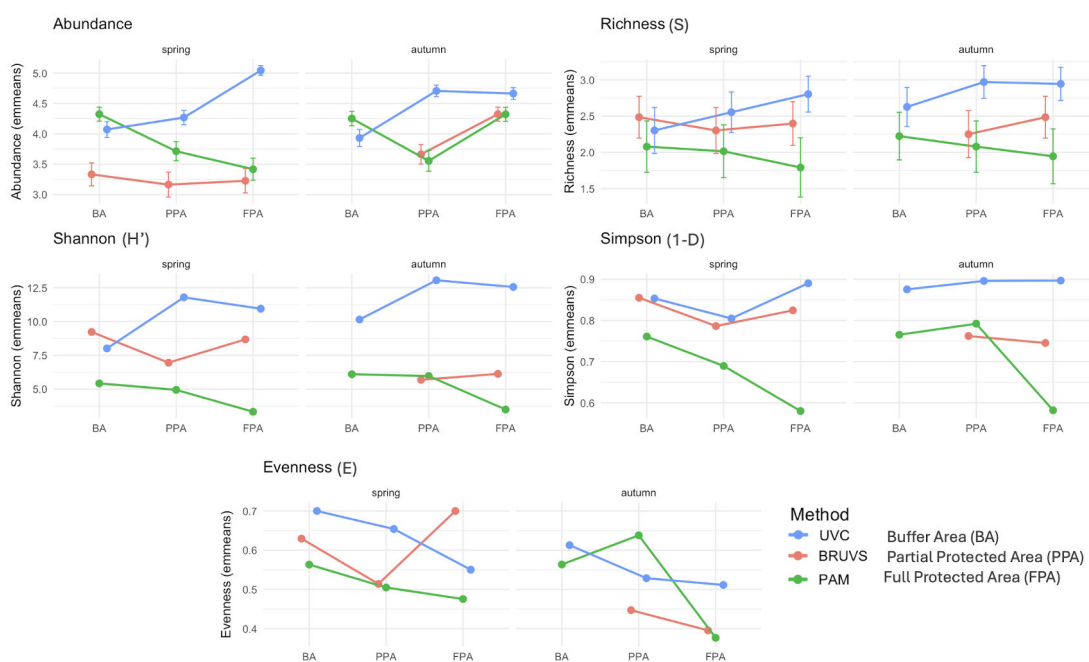 Abundance
spring
autumn
Abundance (emmeans)
5.0
4.5
4.0
3.5
3.0
BA
PPA
FPA
BA
PPA
FPA
Richness (S)
spring
autumn
Richness (emmeans)
3.0
2.5
2.0
1.5
BA
PPA
FPA
BA
PPA
FPA
Shannon (H’)
spring
autumn
Shannon (emmeans)
12.5
10.0
7.5
5.0
BA
PPA
FPA
BA
PPA
FPA
Simpson (1-D)
spring
autumn
Simpson (emmeans)
0.9
0.8
0.7
0.6
BA
PPA
FPA
BA
PPA
FPA
Evenness (E)
spring
autumn
Evenness (emmeans)
0.7
0.6
0.5
0.4
BA
PPA
FPA
BA
PPA
FPA
Method
UVC
BRUVS
PAM
Buffer Area (BA)
Partial Protected Area (PPA)
Full Protected Area (FPA)